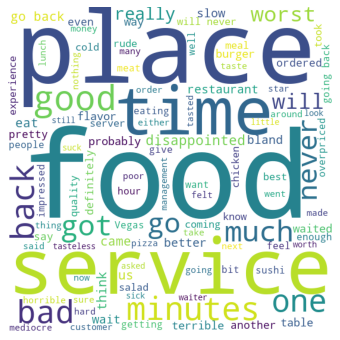 go back even way will never slow
rude many well meal took
money cold burger
lunch nothing
really worst
place
experience flavor taste ordered
meat order restaurant star going back
good time will
eat server eating tasted either around look
pretty still disappointed little overpriced
people probably bland never
back impressed definitely suck give chicken
food
poor hour quality management want felt best went made
got go much
thing Vegas coming know waited enough
say tasteless came us take feel worth
said pizza better
service
now think asked going bit sushi
horrible sure wait salad sick next waiter
bad minutes one
mediocre hard customer getting terrible another table